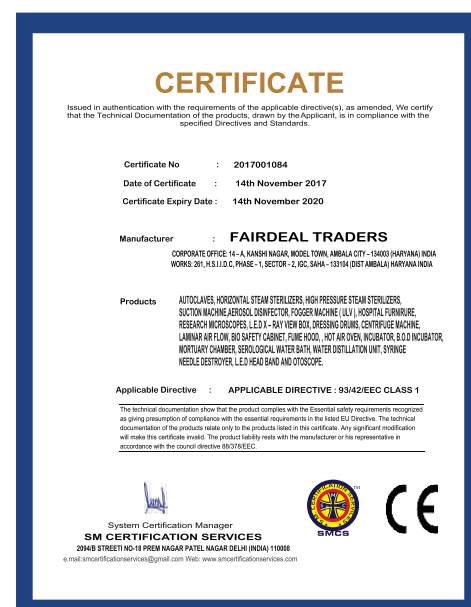 CERTIFICATE
Issued in authentication with the requirements of the applicable directive(s), as amended, We certify
that the Technical Documentation of the products, drawn by the Applicant, is in compliance with the
specified Directives and Standards.
Certificate No : 2017001084
Date of Certificate : 14th November 2017
Certificate Expiry Date : 14th November 2020
Manufacturer : FAIRDEAL TRADERS
CORPORATE OFFICE: 14 – A, KANSHI NAGAR, MODEL TOWN, AMBALA CITY – 134003 (HARYANA) INDIA
WORKS: 261, H.S.I.I.D.C, PHASE – 1, SECTOR – 2, IGC, SAHA – 133104 (DIST AMBALA) HARYANA INDIA
Products AUTOCLAVES, HORIZONTAL STEAM STERILIZERS, HIGH PRESSURE STEAM STERILIZERS,
SUCTION MACHINE,AEROSOL DISINFECTOR, FOGGER MACHINE ( ULV ), HOSPITAL FURNIRURE,
RESEARCH MICROSCOPES, L.E.D X – RAY VIEW BOX, DRESSING DRUMS, CENTRIFUGE MACHINE,
LAMINAR AIR FLOW, BIO SAFETY CABINET, FUME HOOD, , HOT AIR OVEN, INCUBATOR, B.O.D INCUBATOR,
MORTUARY CHAMBER, SEROLOGICAL WATER BATH, WATER DISTILLATION UNIT, SYRINGE
NEEDLE DESTROYER, L.E.D HEAD BAND AND OTOSCOPE.
Applicable Directive : APPLICABLE DIRECTIVE : 93/42/EEC CLASS 1
The technical documentation show that the product complies with the Essential safety requirements recognized
as giving presumption of compliance with the essential requirements in the listed EU Directive. The technical
documentation of the products relate only to the products listed in this certificate. Any significant modification
will make this certificate invalid. The product liability rests with the manufacturer or his representative in
accordance with the council directive 88/378/EEC.
System Certification Manager
SM CERTIFICATION SERVICES
2094/B STREETI NO-18 PREM NAGAR PATEL NAGAR DELHI (INDIA) 110008
e.mail:smcertificationservices@gmail.com Web: www.smcertificationservices.com
TM
SMCS
CE